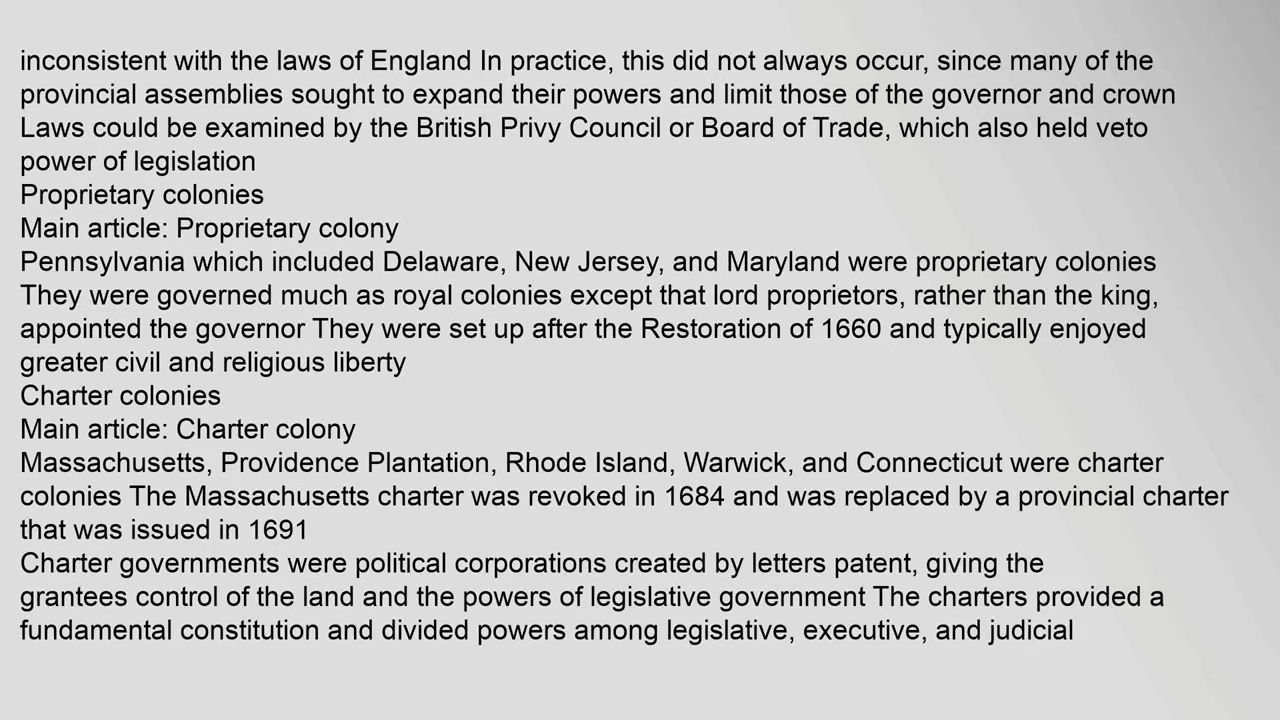 inconsistent with the laws of England In practice, this did not always occur, since many of the
provincial assemblies sought to expand their powers and limit those of the governor and crown
Laws could be examined by the British Privy Council or Board of Trade, which also held veto
power of legislation
Proprietary colonies
Main article: Proprietary colony
Pennsylvania which included Delaware, New Jersey, and Maryland were proprietary colonies
They were governed much as royal colonies except that lord proprietors, rather than the king,
appointed the governor They were set up after the Restoration of 1660 and typically enjoyed
greater civil and religious liberty
Charter colonies
Main article: Charter colony
Massachusetts, Providence Plantation, Rhode Island, Warwick, and Connecticut were charter
colonies The Massachusetts charter was revoked in 1684 and was replaced by a provincial charter
that was issued in 1691
Charter governments were political corporations created by letters patent, giving the
grantees control of the land and the powers of legislative government The charters provided a
fundamental constitution and divided powers among legislative, executive, and judicial